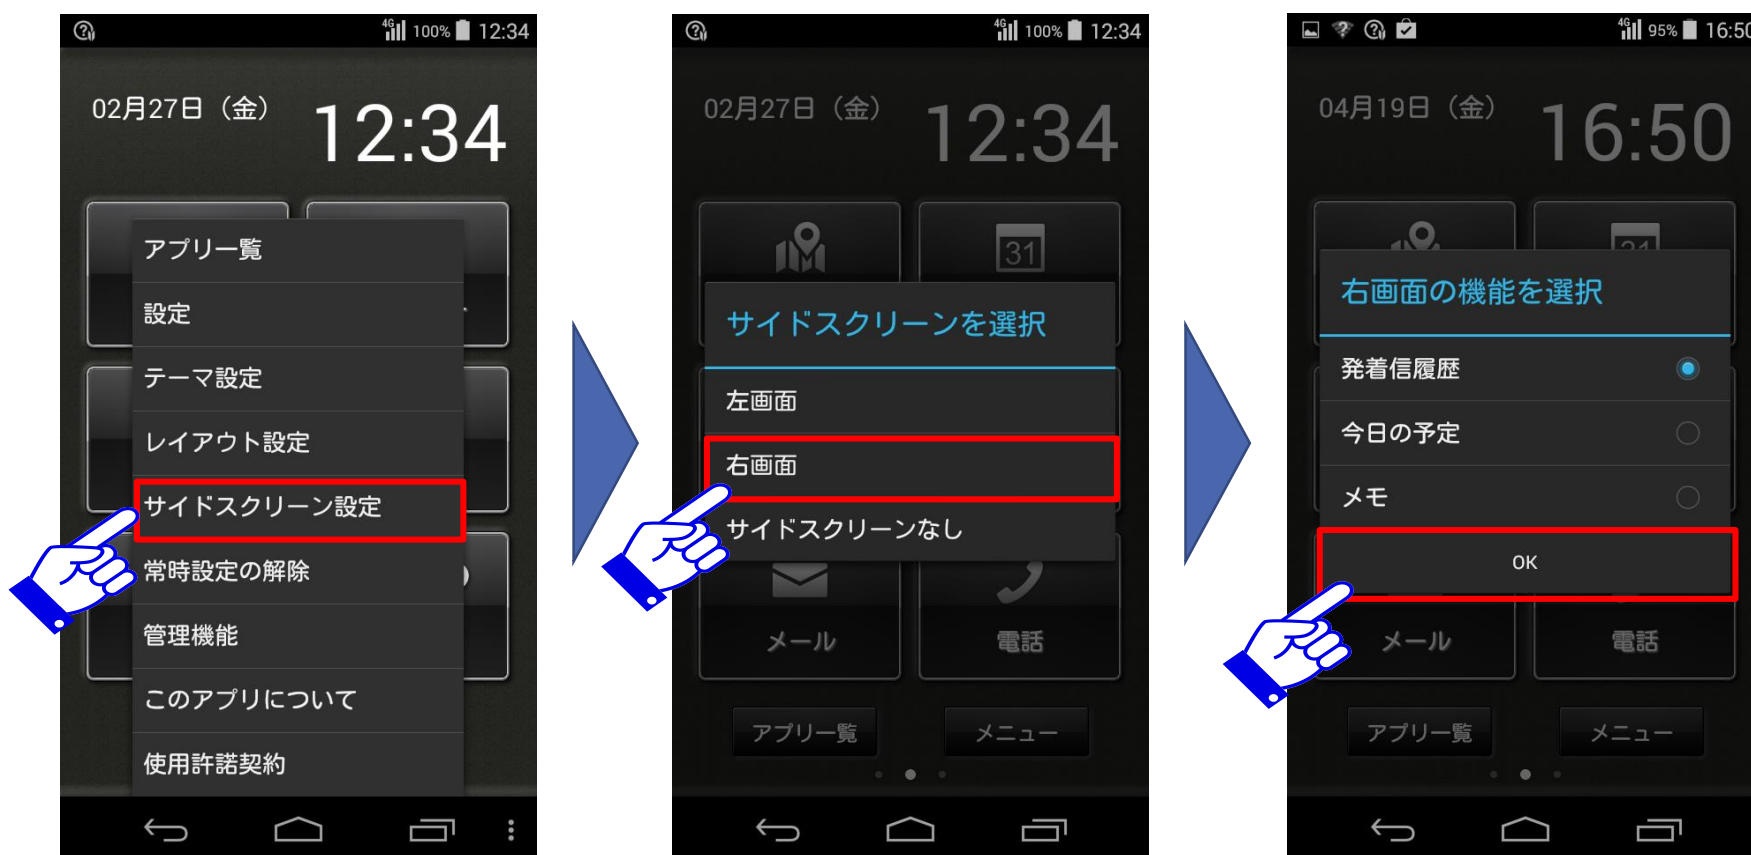 4G 100% 12:34
02月27日（金） 12:34
アプリ一覧
設定
テーマ設定
レイアウト設定
サイドスクリーン設定
常時設定の解除
管理機能
このアプリについて
使用許諾契約
4G 100% 12:34
02月27日（金） 12:34
31
サイドスクリーンを選択
左画面
右画面
サイドスクリーンなし
メール 電話
アプリ一覧 メニュー
4G 95% 16:50
04月19日（金） 16:50
31
右画面の機能を選択
発着信履歴
今日の予定
メモ
OK
メール 電話
アプリ一覧 メニュー